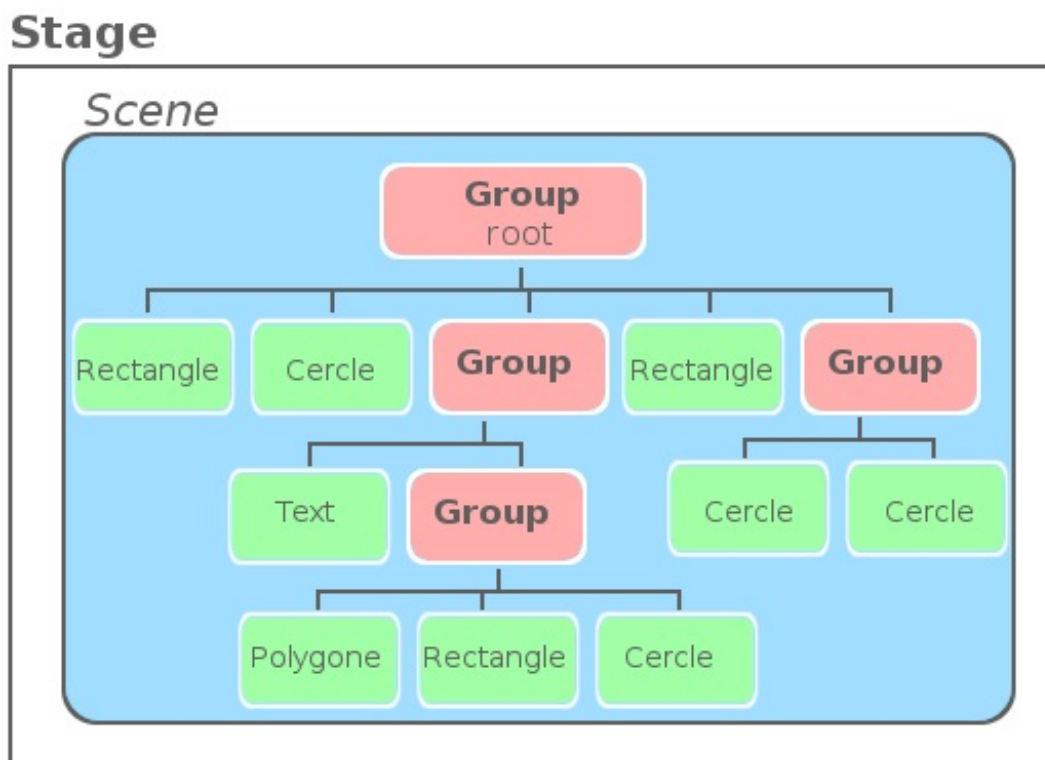 Stage
Scene
Group
root
Rectangle
Cercle
Group
Rectangle
Group
Text
Group
Cercle
Cercle
Polygone
Rectangle
Cercle